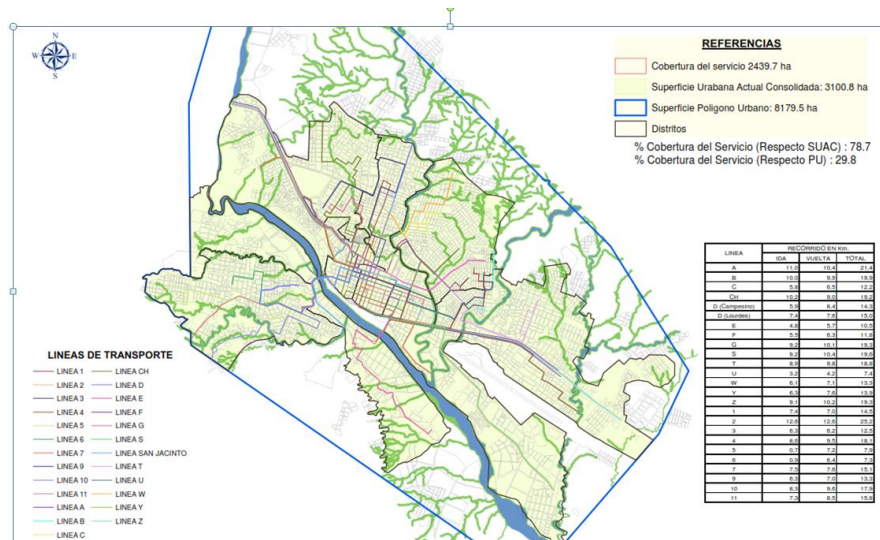 N
W E
S
REFERENCIAS
Cobertura del servicio 2439.7 ha
Superficie Urabana Actual Consolidada: 3100.8 ha
Superficie Poligono Urbano: 8179.5 ha
Distritos
% Cobertura del Servicio (Respecto SUAC) : 78.7
% Cobertura del Servicio (Respecto PU) : 29.8
LINEA RECORRIDO EN Km.
IDA VUELTA TOTAL
A 11,0 10,4 21,4
B 10,0 9,9 19,9
C 5,8 6,5 12,2
CH 10,2 9,0 19,2
D (Campesino) 5,9 8,4 14,3
D (Lourdes) 7,4 7,6 15,0
E 4,8 5,7 10,5
F 5,5 6,3 11,8
G 9,2 10,1 19,3
S 9,2 10,4 19,6
T 8,9 9,8 18,8
U 3,2 4,2 7,4
W 6,1 7,1 13,3
Y 6,3 7,6 13,9
Z 9,1 10,2 19,3
1 7,4 7,0 14,5
2 12,6 12,6 25,2
3 6,3 6,2 12,5
4 8,6 9,5 18,1
5 0,7 7,2 7,9
6 0,9 6,4 7,3
7 7,5 7,6 15,1
9 6,3 7,0 13,3
10 8,3 9,6 17,9
11 7,3 8,5 15,8
LINEAS DE TRANSPORTE
LINEA 1 LINEA CH
LINEA 2 LINEA D
LINEA 3 LINEA E
LINEA 4 LINEA F
LINEA 5 LINEA G
LINEA 6 LINEA S
LINEA 7 LINEA SAN JACINTO
LINEA 9 LINEA T
LINEA 10 LINEA U
LINEA 11 LINEA W
LINEA A LINEA Y
LINEA B LINEA Z
LINEA C